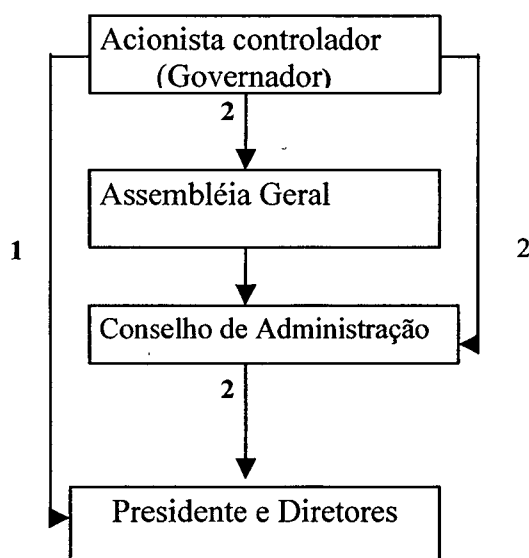 Acionista controlador
(Governador)
2
Assembléia Geral
1
2
Conselho de Administração
2
Presidente e Diretores